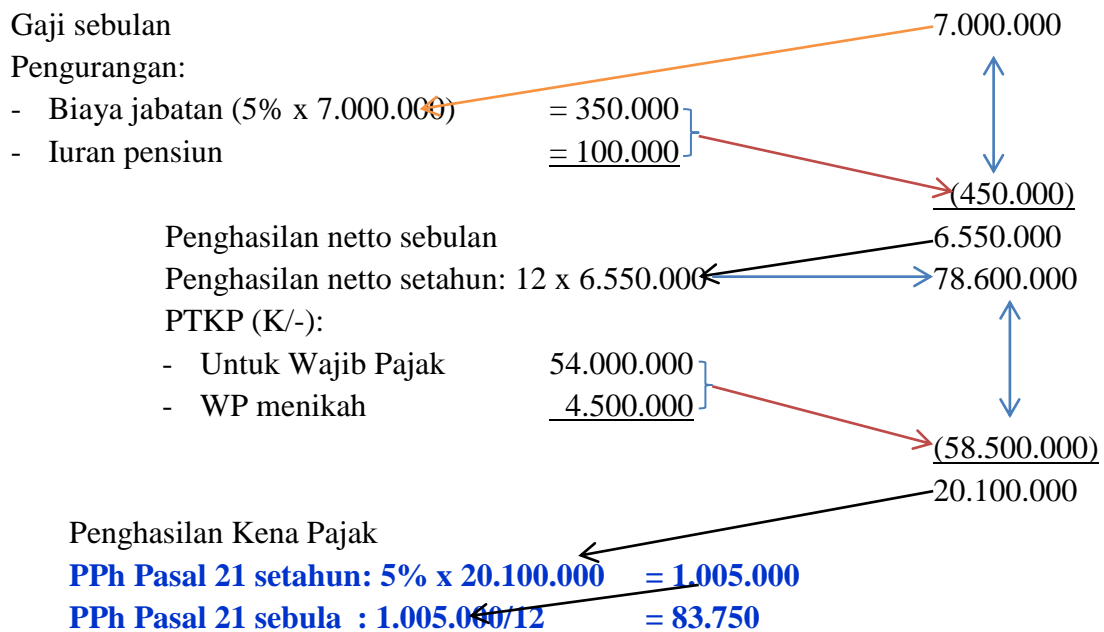 Gaji sebulan 7.000.000
Pengurangan:
- Biaya jabatan (5% x 7.000.000) = 350.000
- Iuran pensiun = 100.000
(450.000)
Penghasilan netto sebulan 6.550.000
Penghasilan netto setahun: 12 x 6.550.000 78.600.000
PTKP (K/-):
- Untuk Wajib Pajak 54.000.000
- WP menikah 4.500.000
(58.500.000)
20.100.000
Penghasilan Kena Pajak
PPh Pasal 21 setahun: 5% x 20.100.000 = 1.005.000
PPh Pasal 21 sebula : 1.005.000/12 = 83.750